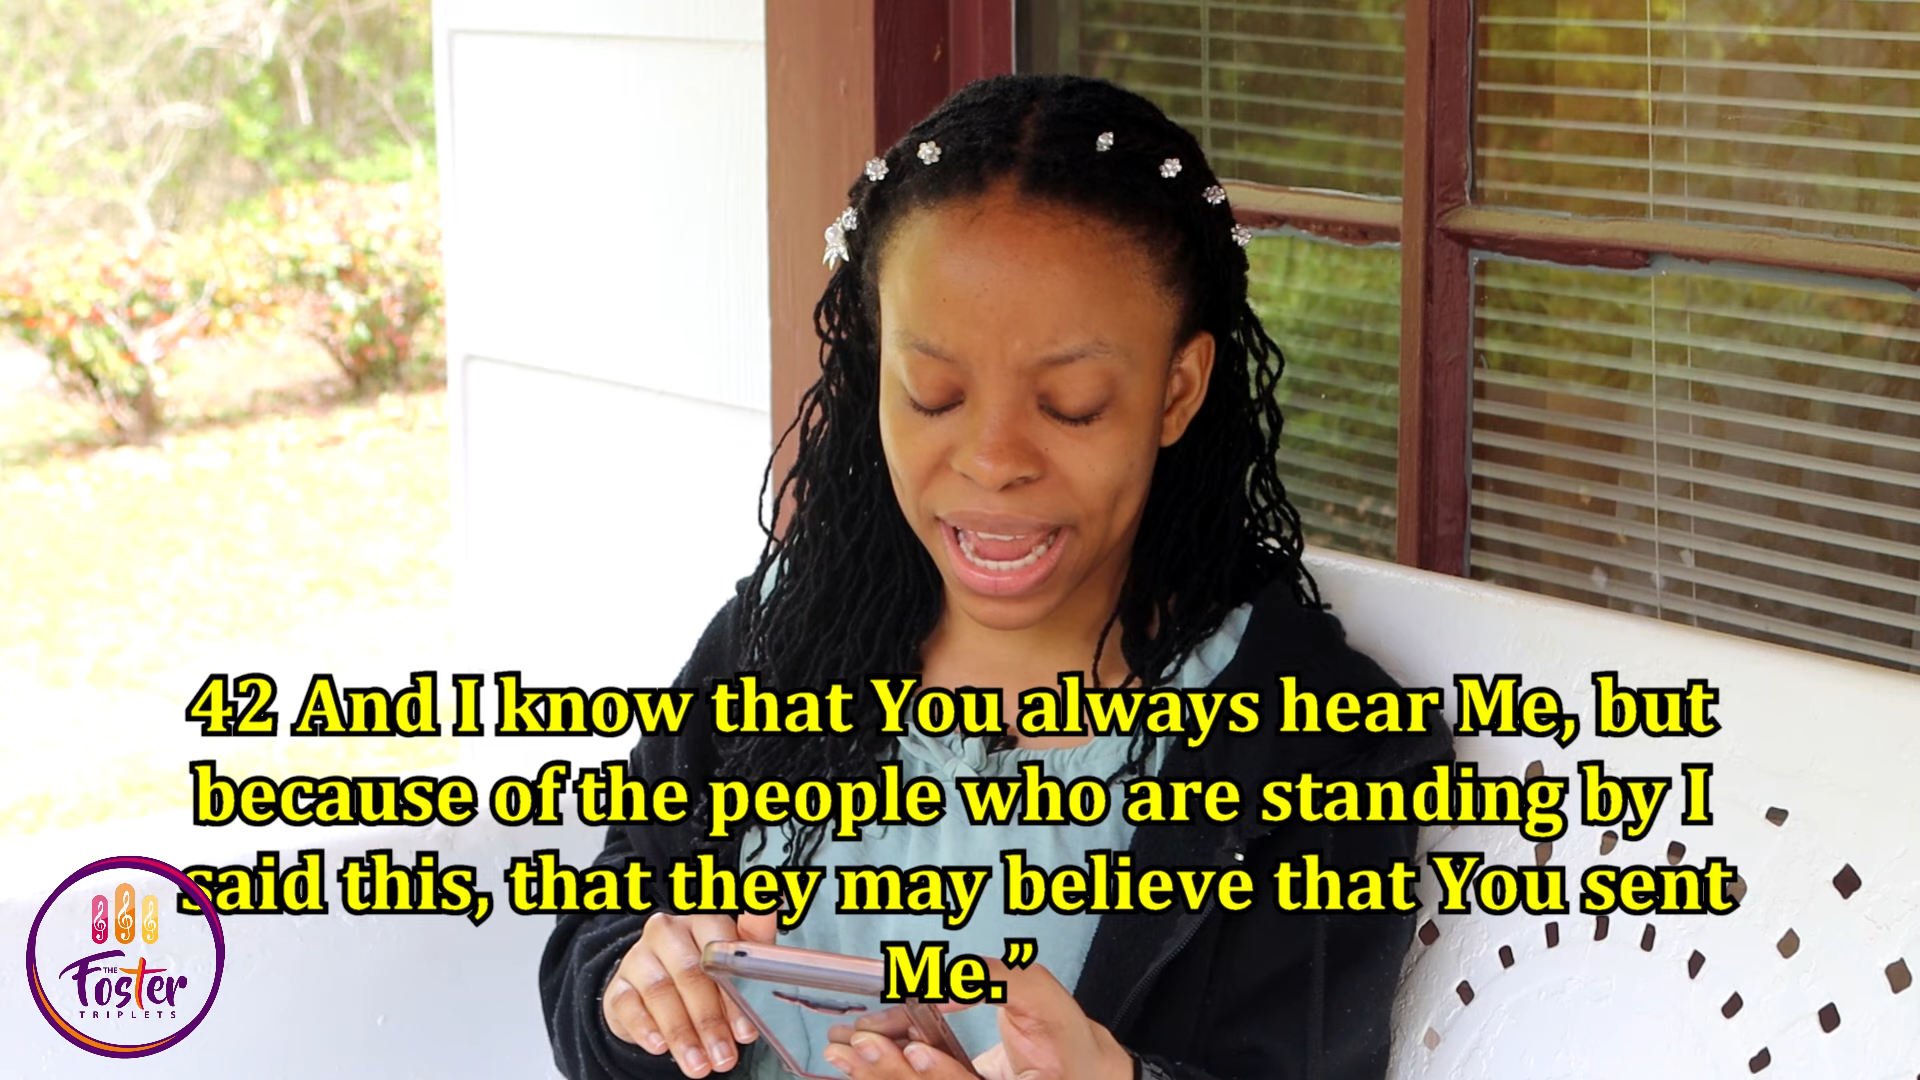 42 And I know that You always hear Me, but
because of the people who are standing by I
said this, that they may believe that You sent
Me.”
THE
Foster
TRIPLETS